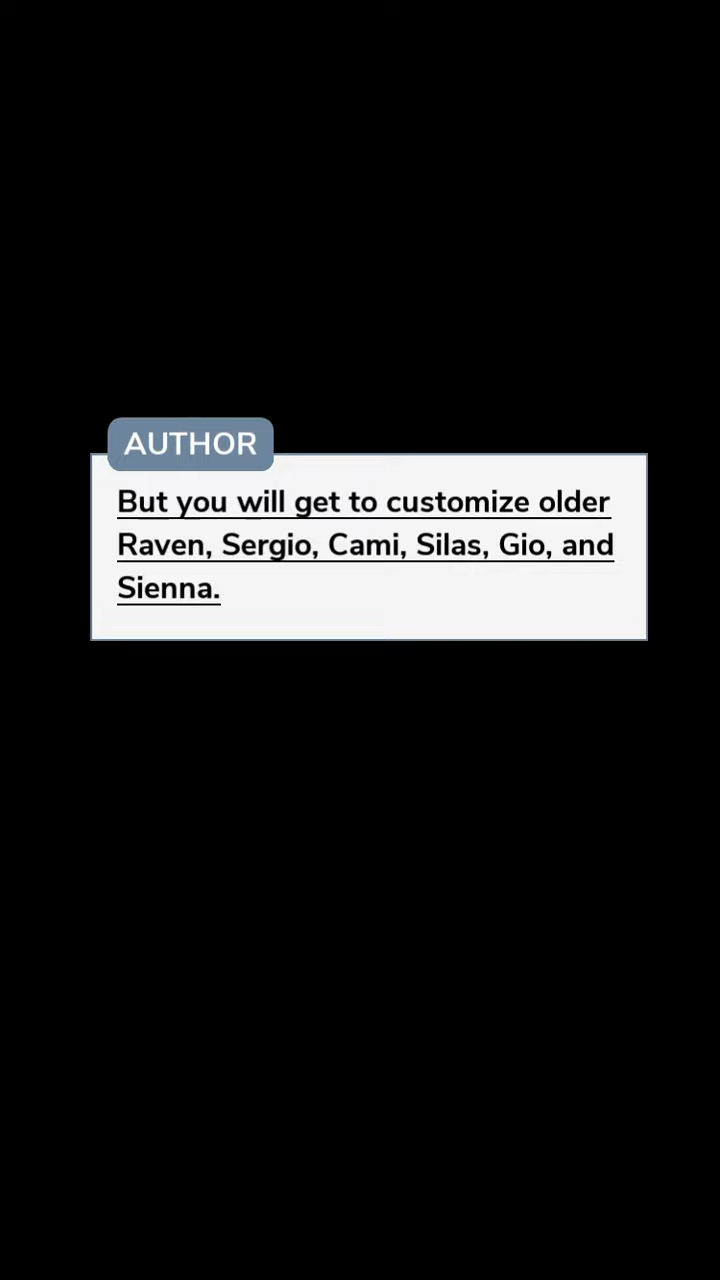 AUTHOR
But you will get to customize older
Raven, Sergio, Cami, Silas, Gio, and
Sienna.